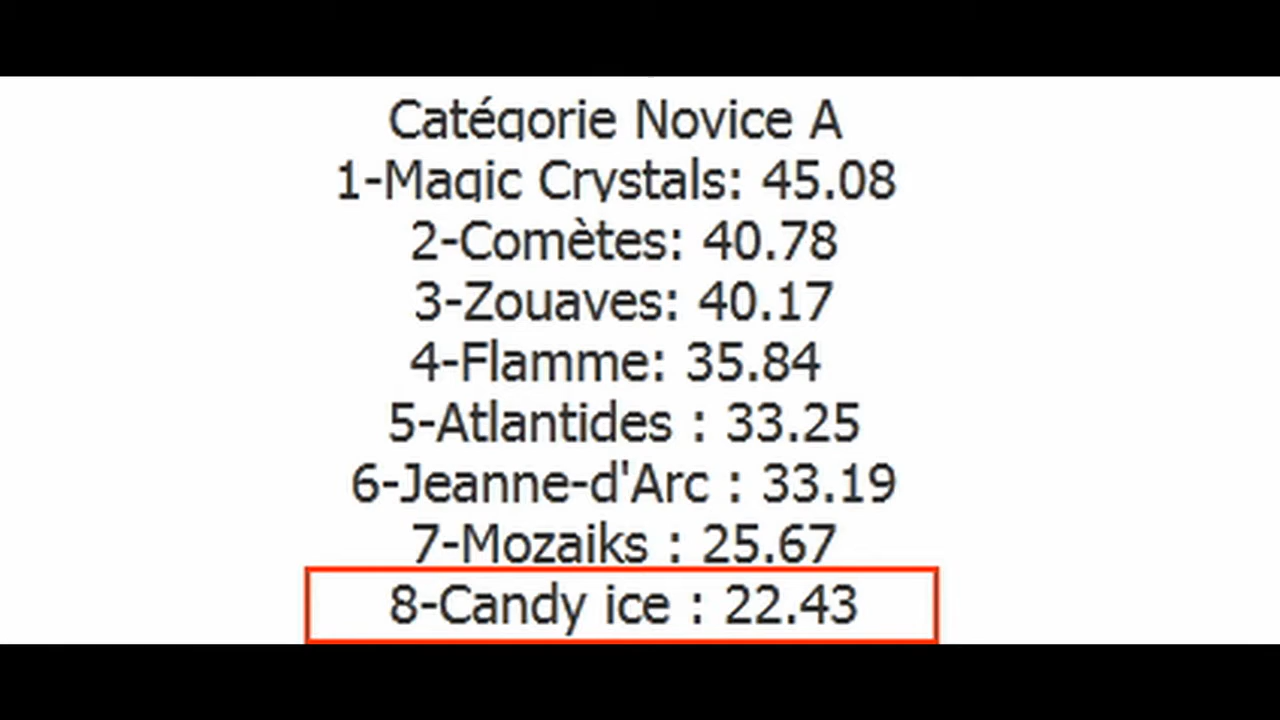 Catégorie Novice A
1-Magic Crystals: 45.08
2-Comètes: 40.78
3-Zouaves: 40.17
4-Flamme: 35.84
5-Atlantides : 33.25
6-Jeanne-d'Arc : 33.19
7-Mozaiks : 25.67
8-Candy ice : 22.43